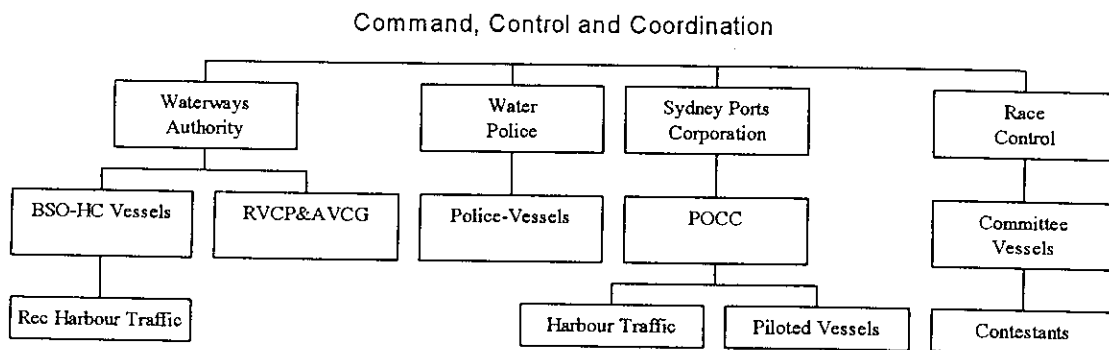 Command, Control and Coordination
Waterways
Authority
Water
Police
Sydney Ports
Corporation
Race
Control
BSO-HC Vessels
RVCP&AVCG
Police-Vessels
POCC
Committee
Vessels
Rec Harbour Traffic
Harbour Traffic
Piloted Vessels
Contestants